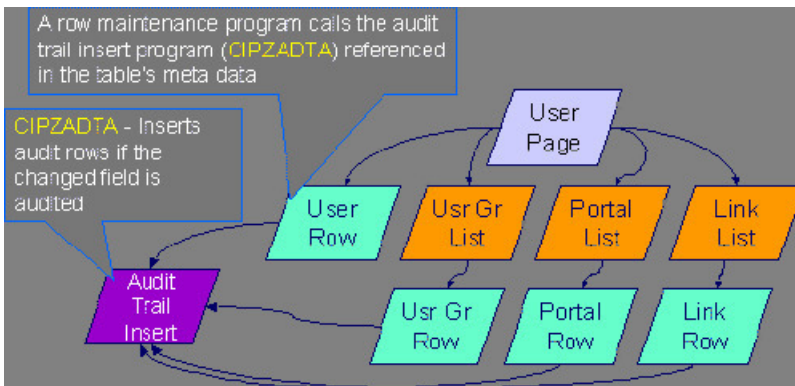 A row maintenance program calls the audit
trail insert program (CIPZADTA) referenced
in the table's meta data
CIPZADTA - Inserts
audit rows if the
changed field is
audited
User
Page
User
Row
Usr Gr
List
Portal
List
Link
List
Audit
Trail
Insert
Usr Gr
Row
Portal
Row
Link
Row